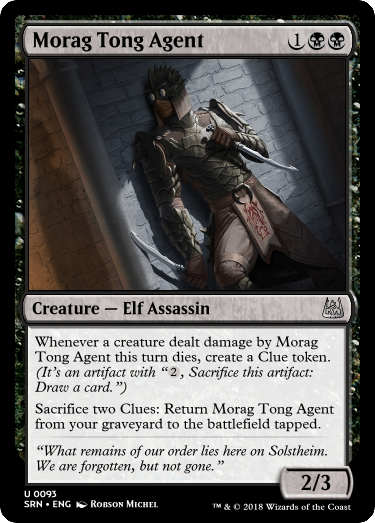 Morag Tong Agent 1
Creature — Elf Assassin
Whenever a creature dealt damage by Morag
Tong Agent this turn dies, create a Clue token.
(It's an artifact with “2, Sacrifice this artifact:
Draw a card.”)
Sacrifice two Clues: Return Morag Tong Agent
from your graveyard to the battlefield tapped.
“What remains of our order lies here on Solstheim.
We are forgotten, but not gone.”
2/3
U 0093
SRN • ENG Robson Michel
™ & © 2018 Wizards of the Coast